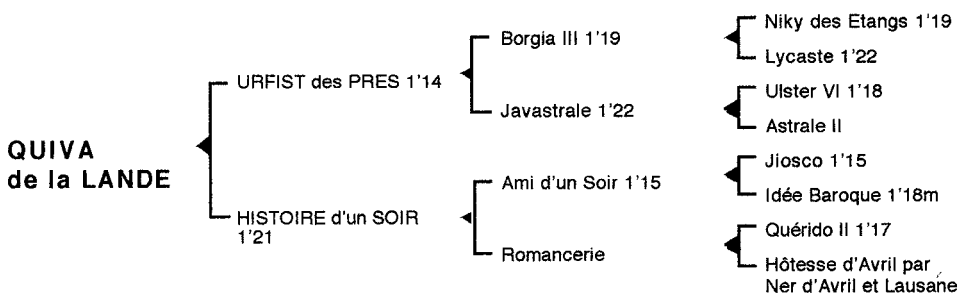 Niky des Etangs 1'19
Borgia III 1'19
Lycaste 1'22
URFIST des PRES 1'14
Ulster VI 1'18
Javastrale 1'22
Astrale II
QUIVA
de la LANDE
Jiosco 1'15
Ami d'un Soir 1'15
Idée Baroque 1'18m
HISTOIRE d'un SOIR
1'21
Quérido II 1'17
Romancerie
Hôtesse d'Avril par
Ner d'Avril et Lausane